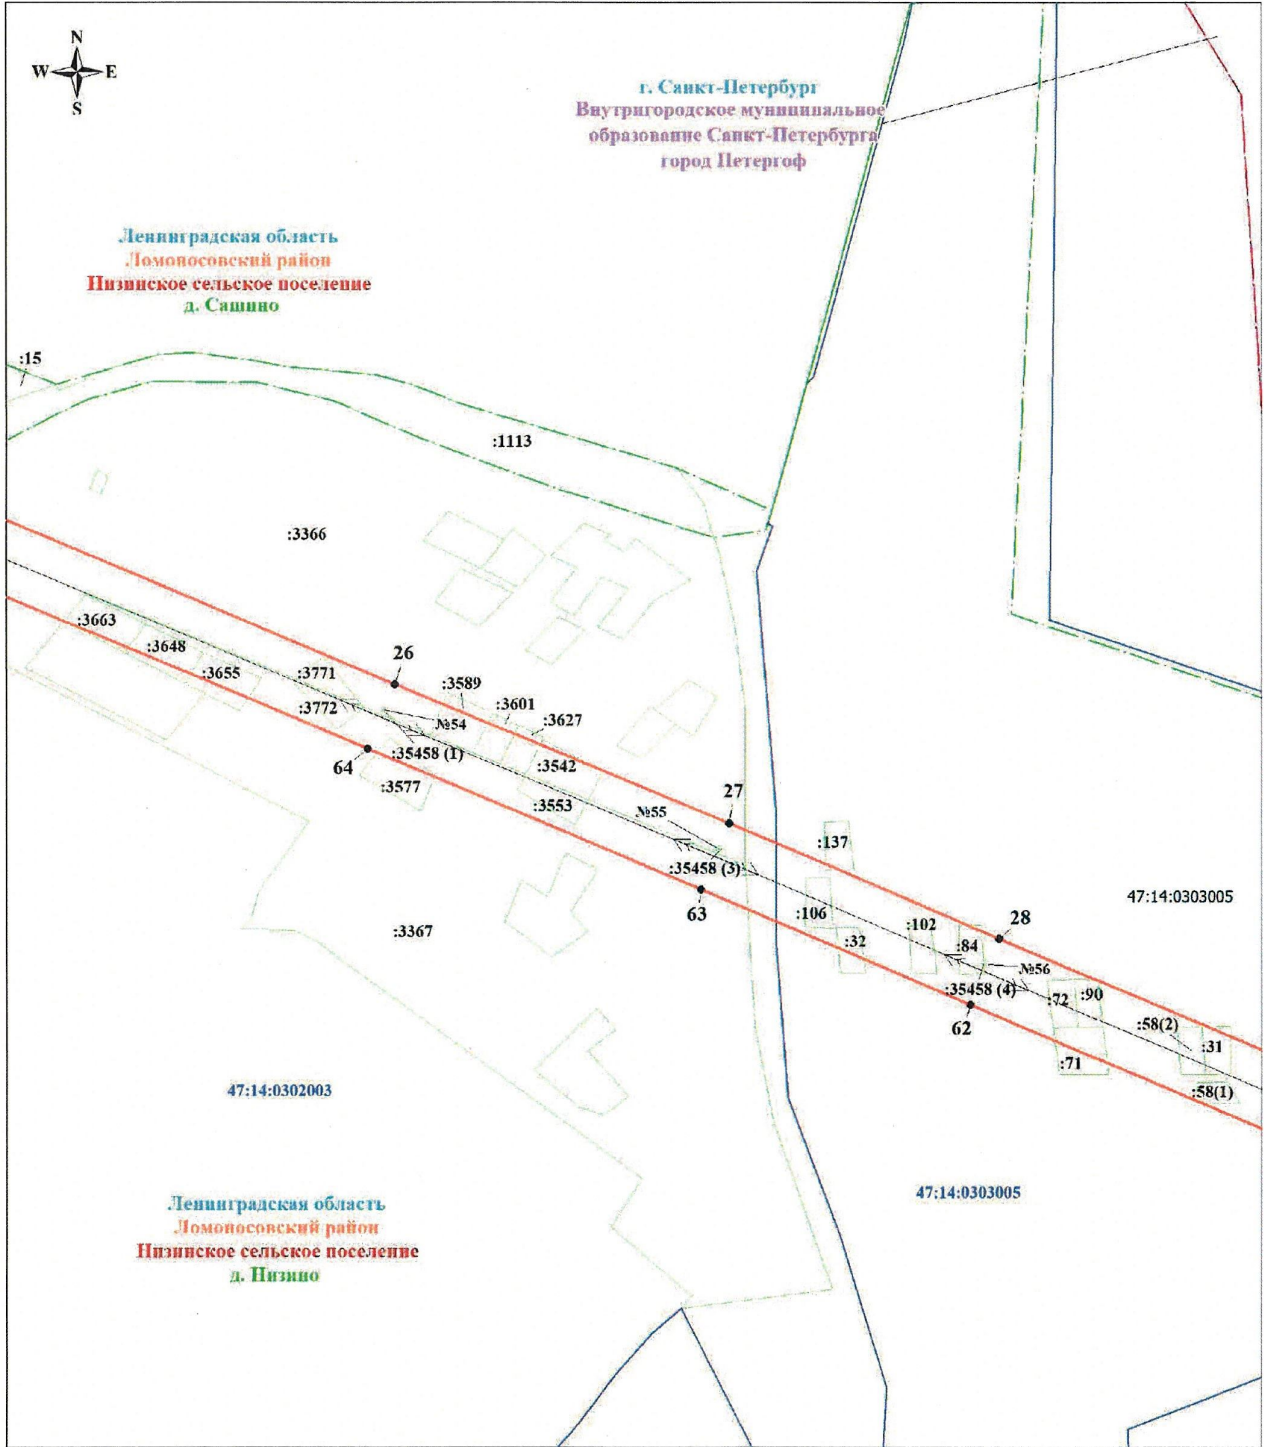 N
W E
S
г. Санкт-Петербург
Внутригородское муниципальное
образование Санкт-Петербурга
город Петергоф
Ленинградская область
Ломоносовский район
Низинское сельское поселение
д. Сашино
:15
:1113
:3366
:3663
:3648
:3655
:3771
:3772
26
:3589
:3601
:3627
№54
:35458 (1)
64
:3577
:3542
:3553
27
№55
:35458 (3)
63
:137
:106
:32
:102
:84
28
47:14:0303005
№56
:35458 (4)
62
:72
:90
:71
:58(2)
:31
:58(1)
:3367
47:14:0302003
47:14:0303005
Ленинградская область
Ломоносовский район
Низинское сельское поселение
д. Низино